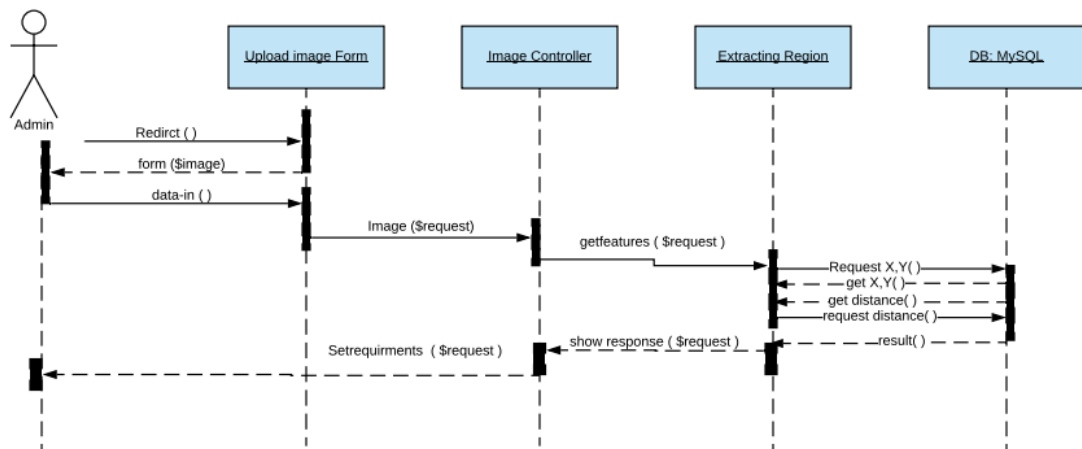 Upload image Form
Image Controller
Extracting Region
DB: MySQL
Admin
Redirct ( )
form ($image)
data-in ( )
Image ($request)
getfeatures ( $request )
Request X,Y( )
get X,Y( )
get distance( )
request distance( )
result( )
show response ( $request )
Setrequirments ( $request )